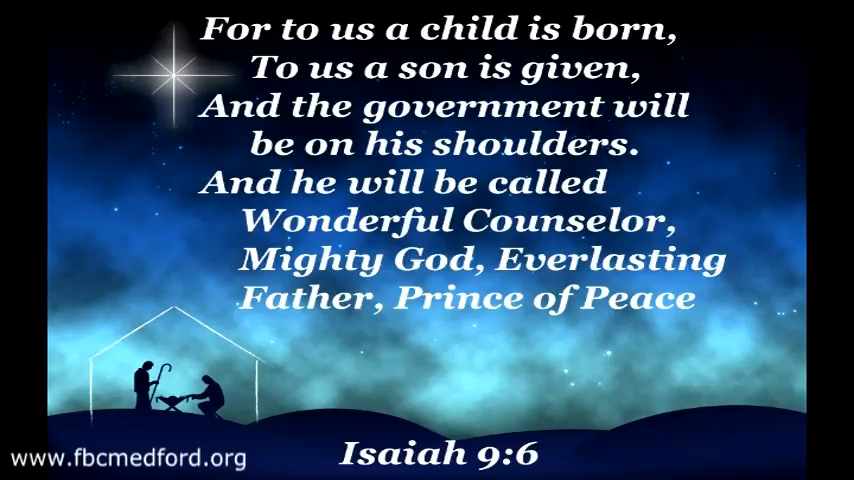 For to us a child is born,
To us a son is given,
And the government will
be on his shoulders.
And he will be called
Wonderful Counselor,
Mighty God, Everlasting
Father, Prince of Peace
Isaiah 9:6
www.fbcmedford.org